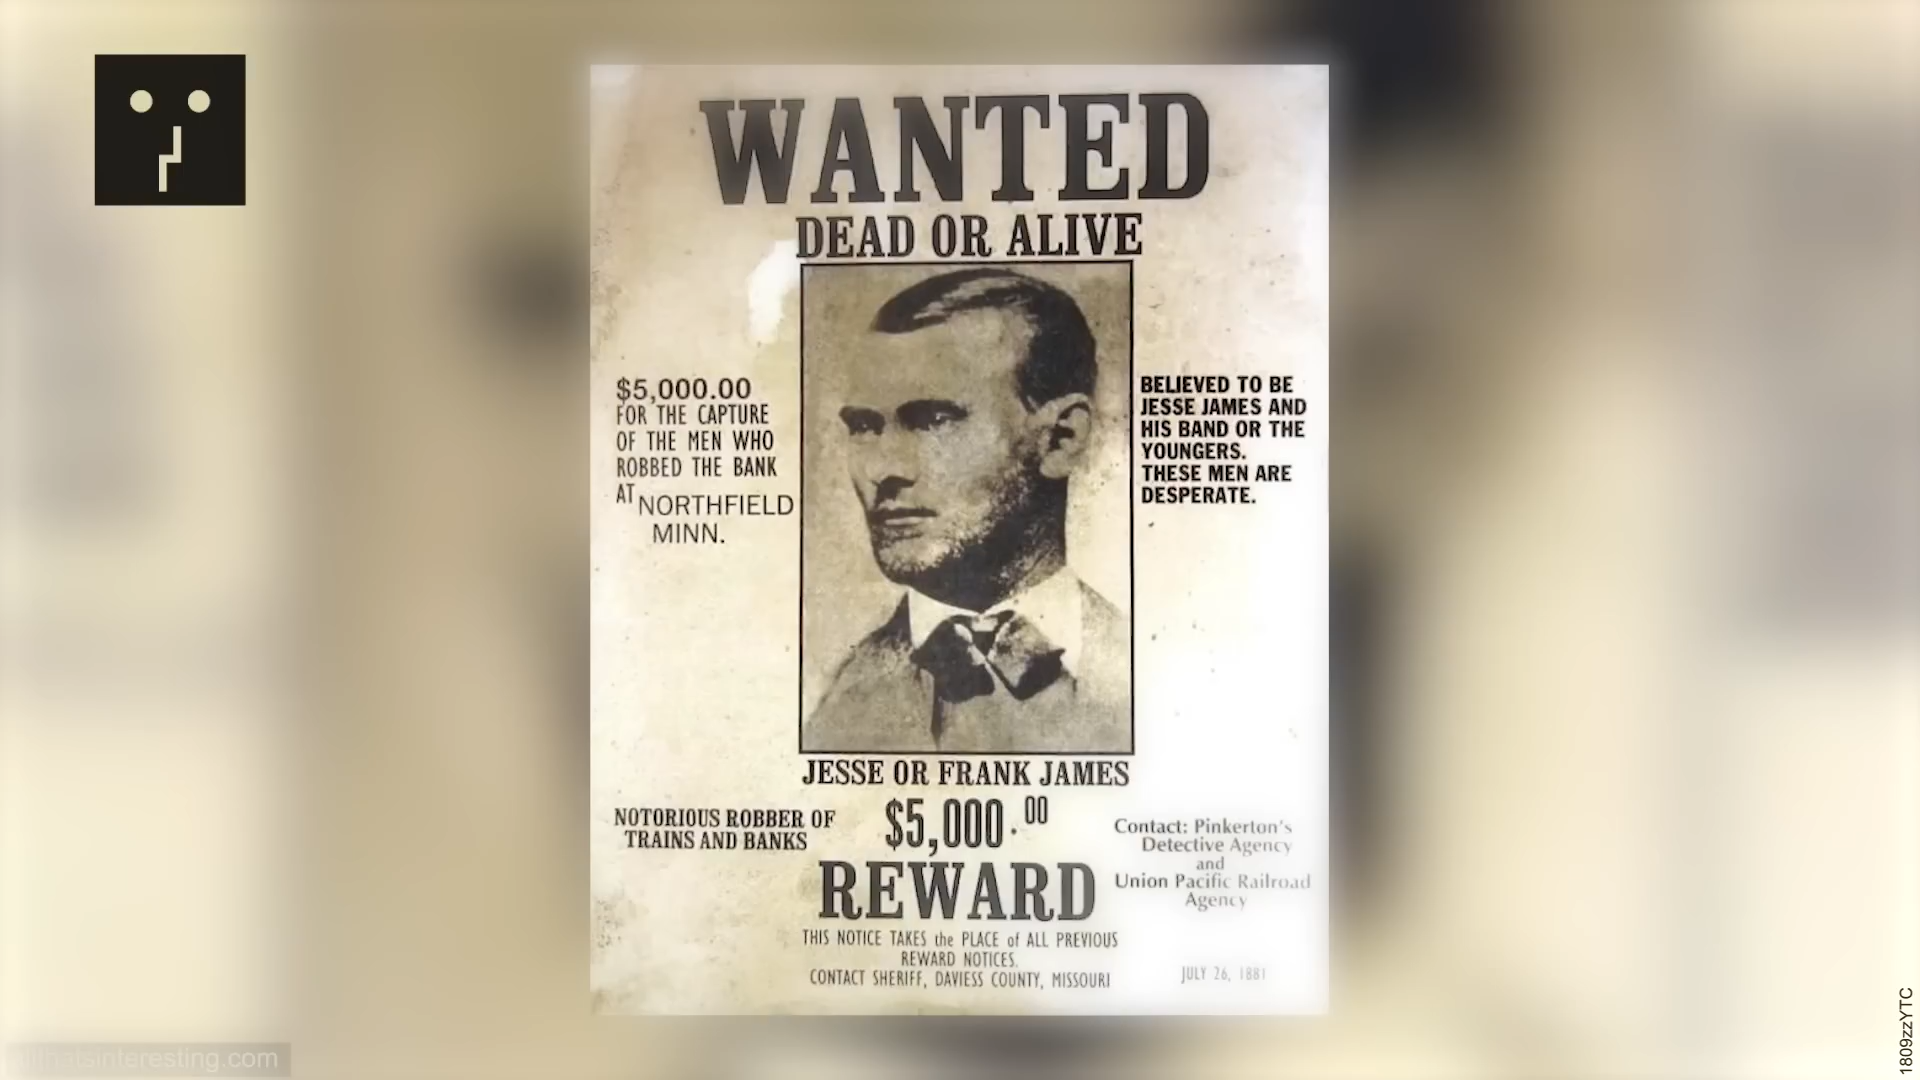 WANTED
DEAD OR ALIVE
$5,000.00
FOR THE CAPTURE
OF THE MEN WHO
ROBBED THE BANK
AT NORTHFIELD
MINN.
BELIEVED TO BE
JESSE JAMES AND
HIS BAND OR THE
YOUNGERS.
THESE MEN ARE
DESPERATE.
JESSE OR FRANK JAMES
NOTORIOUS ROBBER OF
TRAINS AND BANKS
$5,000.00
REWARD
Contact: Pinkerton's
Detective Agency
and
Union Pacific Railroad
Agency
THIS NOTICE TAKES the PLACE of ALL PREVIOUS
REWARD NOTICES.
CONTACT SHERIFF, DAVIESS COUNTY, MISSOURI
JULY 26, 1881
allthatsinteresting.com
1809zzYTC